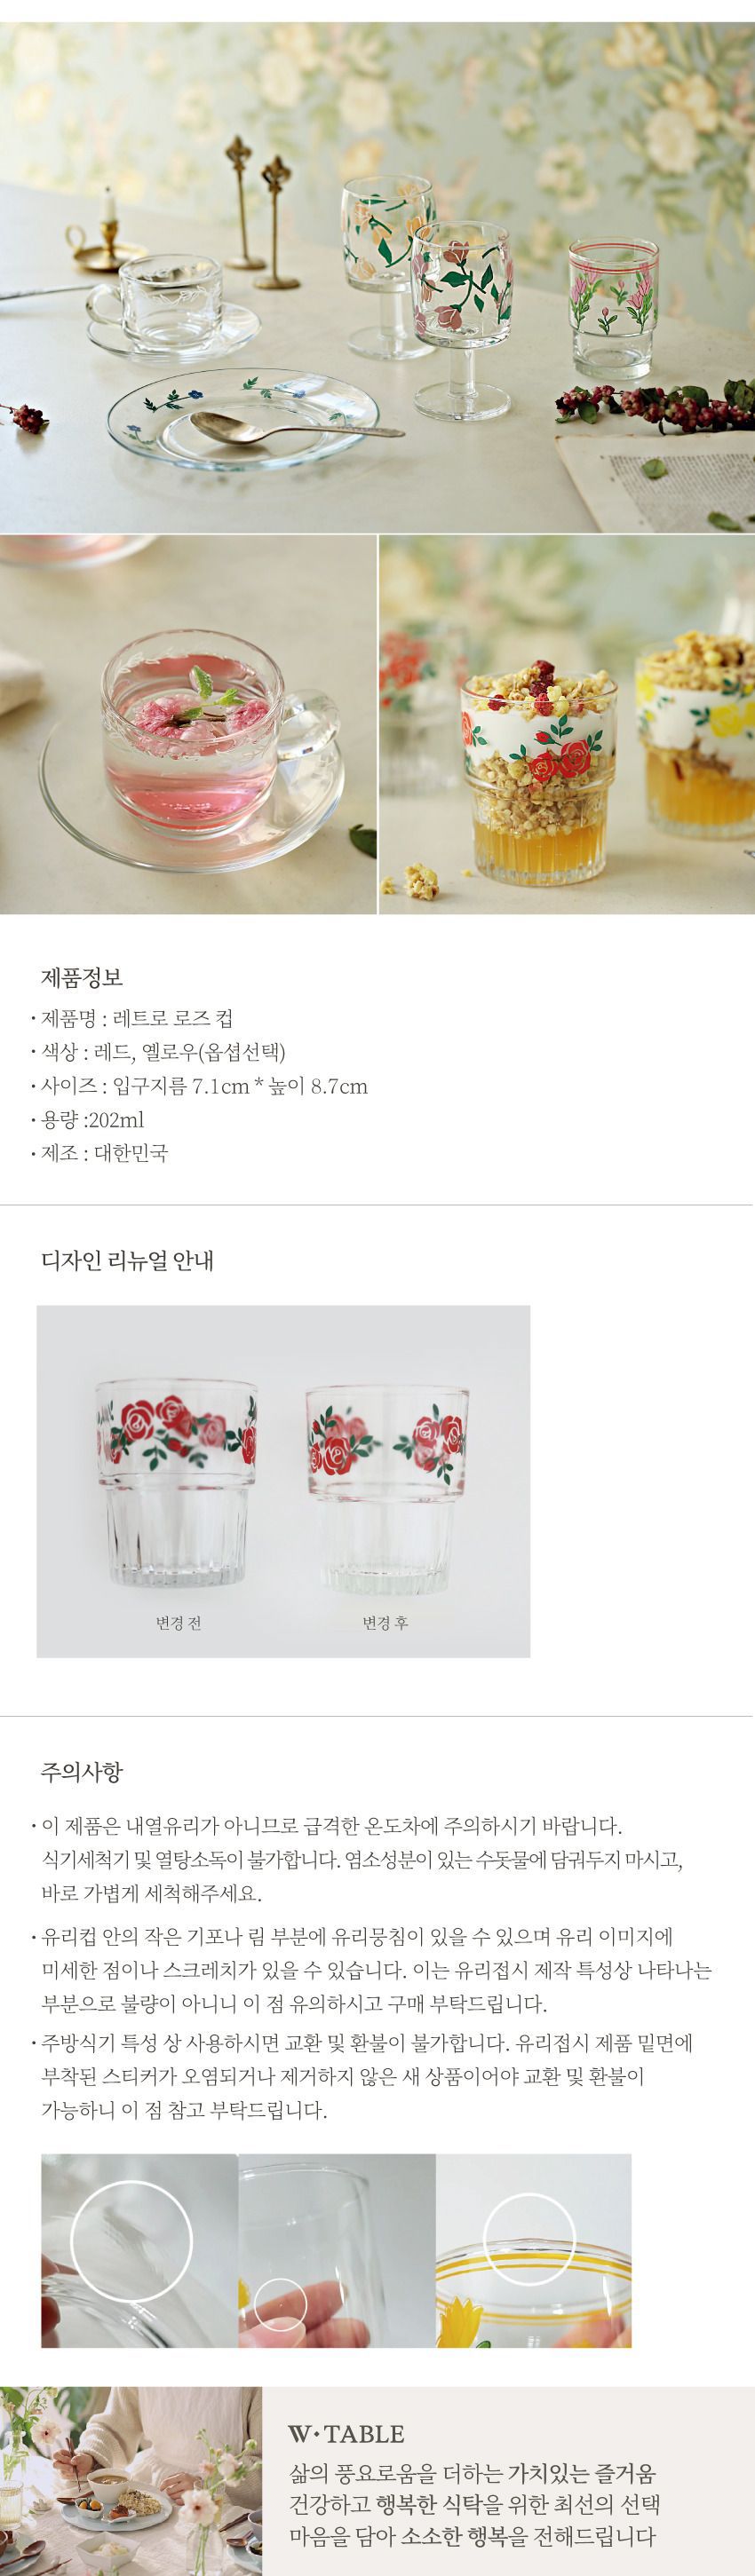 제품정보
· 제품명 : 레트로 로즈 컵
· 색상 : 레드, 옐로우(옵셥선택)
· 사이즈 : 입구지름 7.1cm * 높이 8.7cm
· 용량 :202ml
· 제조 : 대한민국
디자인 리뉴얼 안내
변경 전
변경 후
주의사항
· 이 제품은 내열유리가 아니므로 급격한 온도차에 주의하시기 바랍니다.
식기세척기 및 열탕소독이 불가합니다. 염소성분이 있는 수돗물에 담궈두지 마시고,
바로 가볍게 세척해주세요.
· 유리컵 안의 작은 기포나 림 부분에 유리뭉침이 있을 수 있으며 유리 이미지에
미세한 점이나 스크레치가 있을 수 있습니다. 이는 유리접시 제작 특성상 나타나는
부분으로 불량이 아니니 이 점 유의하시고 구매 부탁드립니다.
· 주방식기 특성 상 사용하시면 교환 및 환불이 불가합니다. 유리접시 제품 밑면에
부착된 스티커가 오염되거나 제거하지 않은 새 상품이어야 교환 및 환불이
가능하니 이 점 참고 부탁드립니다.
W·TABLE
삶의 풍요로움을 더하는 가치있는 즐거움
건강하고 행복한 식탁을 위한 최선의 선택
마음을 담아 소소한 행복을 전해드립니다